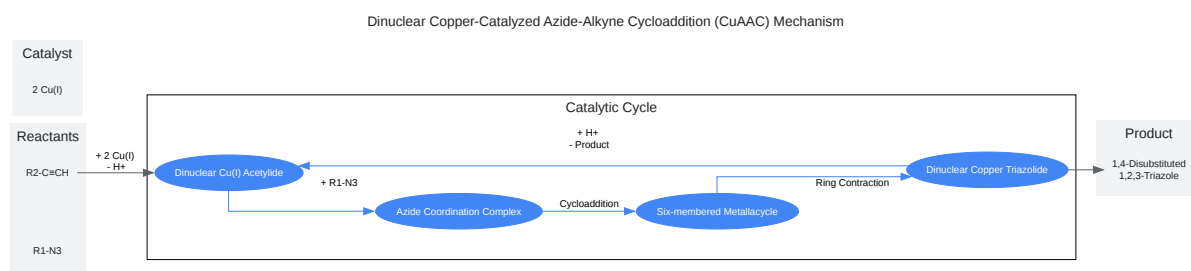 Dinuclear Copper-Catalyzed Azide-Alkyne Cycloaddition (CuAAC) Mechanism
Catalyst
2 Cu(I)
Reactants
R2-C≡CH
R1-N3
+ 2 Cu(I)
- H+
Catalytic Cycle
+ H+
- Product
Dinuclear Cu(I) Acetylide
+ R1-N3
Azide Coordination Complex
Cycloaddition
Six-membered Metallacycle
Ring Contraction
Dinuclear Copper Triazolide
Product
1,4-Disubstituted
1,2,3-Triazole